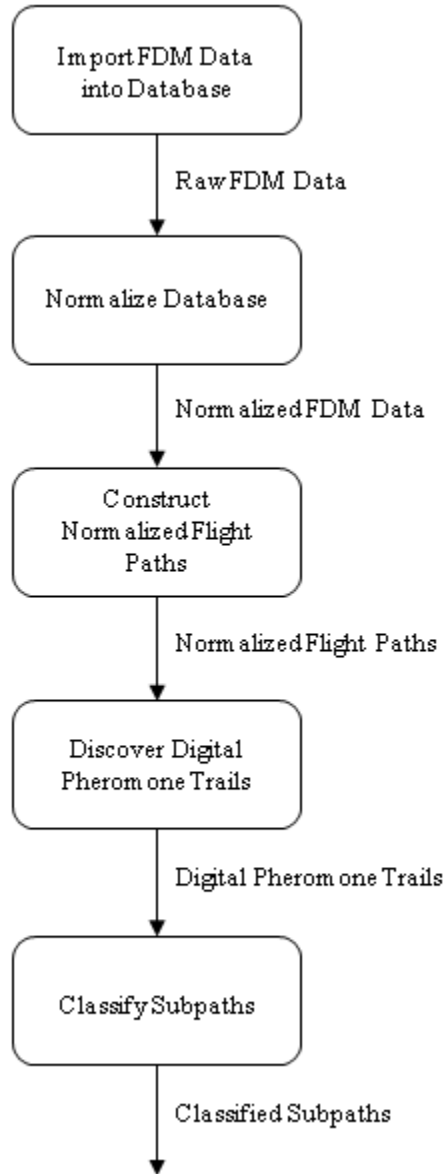 Import FDM Data
into Database
Raw FDM Data
Normalize Database
Normalized FDM Data
Construct
Normalized Flight
Paths
Normalized Flight Paths
Discover Digital
Pheromone Trails
Digital Pheromone Trails
Classify Subpaths
Classified Subpaths